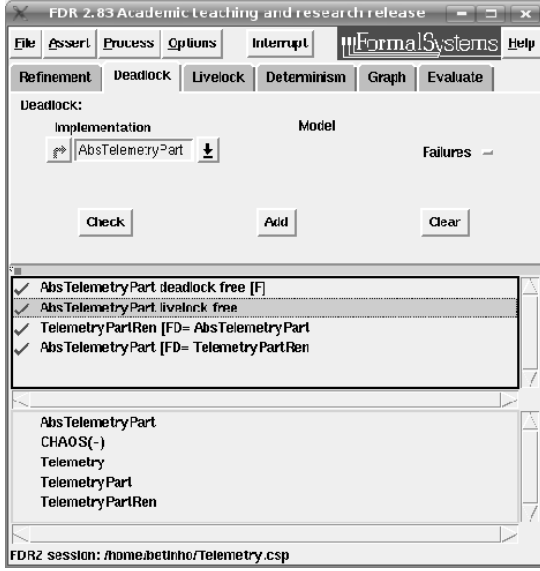 FDR 2.83 Academic teaching and research release
File Assert Process Options Interrupt FormalSystems Help
Refinement Deadlock Livelock Determinism Graph Evaluate
Deadlock:
Implementation Model
AbsTelemetryPart Failures
Check Add Clear
AbsTelemetryPart deadlock free [F]
AbsTelemetryPart livelock free
TelemetryPartRen [FD= AbsTelemetryPart
AbsTelemetryPart [FD= TelemetryPartRen
AbsTelemetryPart
CHAOS(-)
Telemetry
TelemetryPart
TelemetryPartRen
FDR2 session: /home/betinho/Telemetry.csp